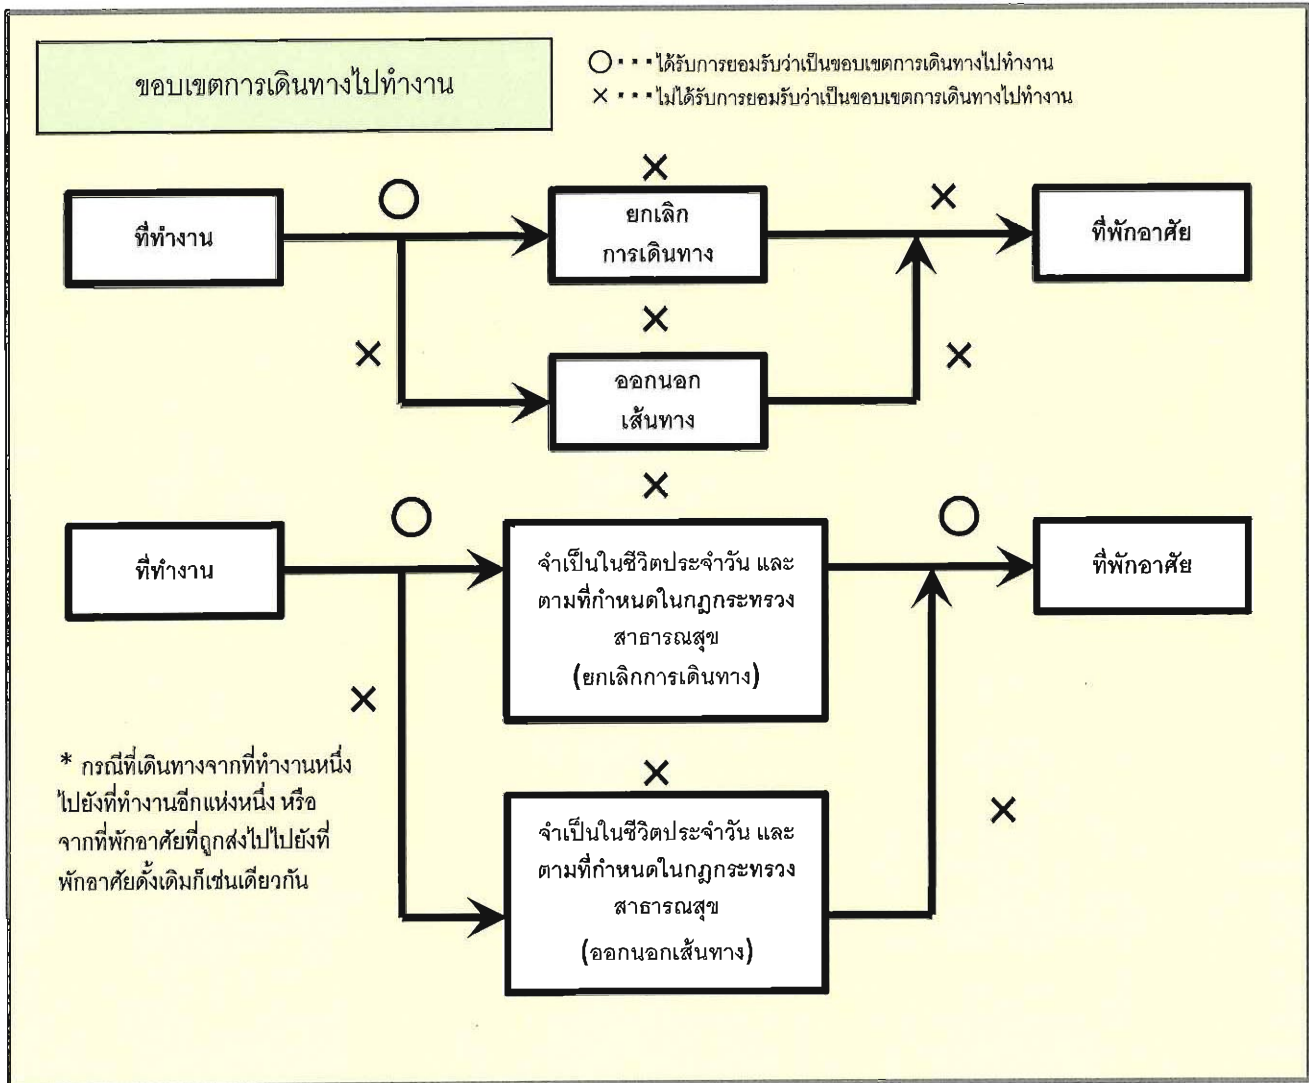 ขอบเขตการเดินทางไปทำงาน
○ ･･･ ได้รับการยอมรับว่าเป็นขอบเขตการเดินทางไปทำงาน
× ･･･ ไม่ได้รับการยอมรับว่าเป็นขอบเขตการเดินทางไปทำงาน
○
×
×
ที่ทำงาน
ยกเลิก
การเดินทาง
ที่พักอาศัย
×
×
×
ออกนอก
เส้นทาง
×
○
○
ที่ทำงาน
จำเป็นในชีวิตประจำวัน และ
ตามที่กำหนดในกฎกระทรวง
สาธารณสุข
(ยกเลิกการเดินทาง)
ที่พักอาศัย
×
* กรณีที่เดินทางจากที่ทำงานหนึ่ง
ไปยังที่ทำงานอีกแห่งหนึ่ง หรือ
จากที่พักอาศัยที่ถูกส่งไปไปยังที่
พักอาศัยดั้งเดิมก็เช่นเดียวกัน
×
×
จำเป็นในชีวิตประจำวัน และ
ตามที่กำหนดในกฎกระทรวง
สาธารณสุข
(ออกนอกเส้นทาง)